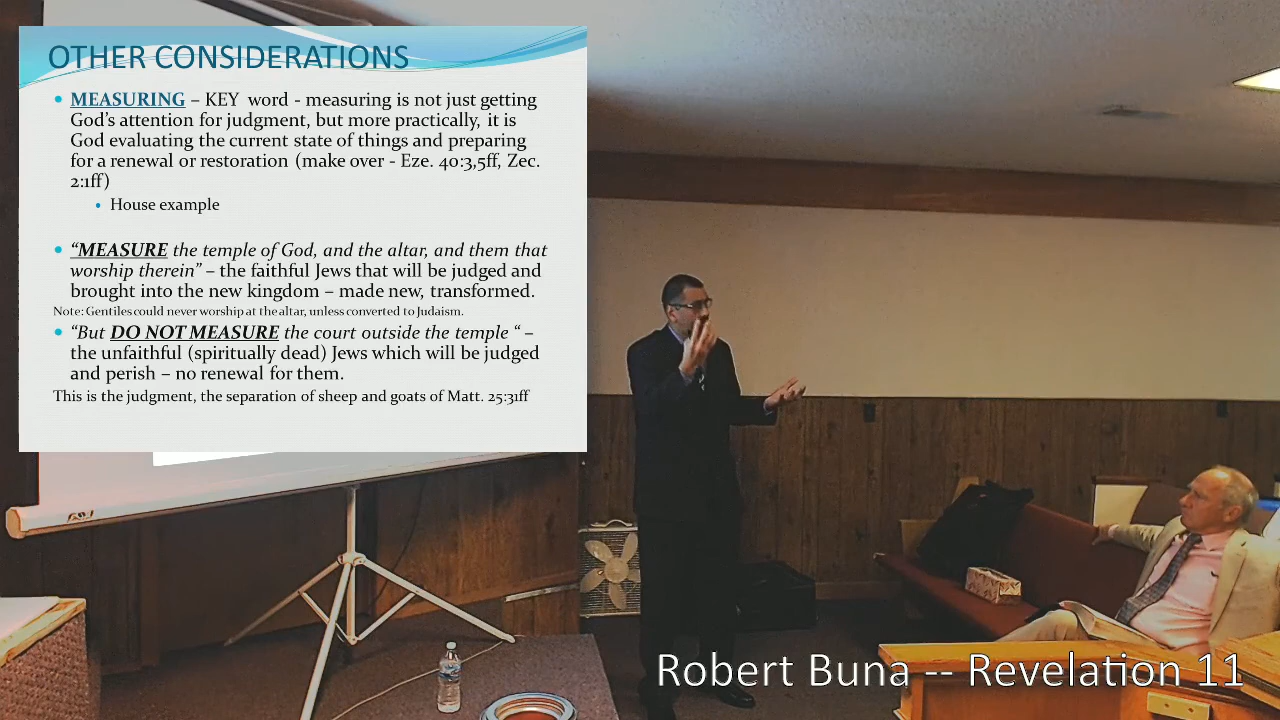 OTHER CONSIDERATIONS
• MEASURING – KEY word - measuring is not just getting
God's attention for judgment, but more practically, it is
God evaluating the current state of things and preparing
for a renewal or restoration (make over - Eze. 40:3,5ff, Zec.
2:1ff)
• House example
• “MEASURE the temple of God, and the altar, and them that
worship therein” – the faithful Jews that will be judged and
brought into the new kingdom – made new, transformed.
Note: Gentiles could never worship at the altar, unless converted to Judaism.
• “But DO NOT MEASURE the court outside the temple “ –
the unfaithful (spiritually dead) Jews which will be judged
and perish – no renewal for them.
This is the judgment, the separation of sheep and goats of Matt. 25:31ff
Robert Buna -- Revelation 11